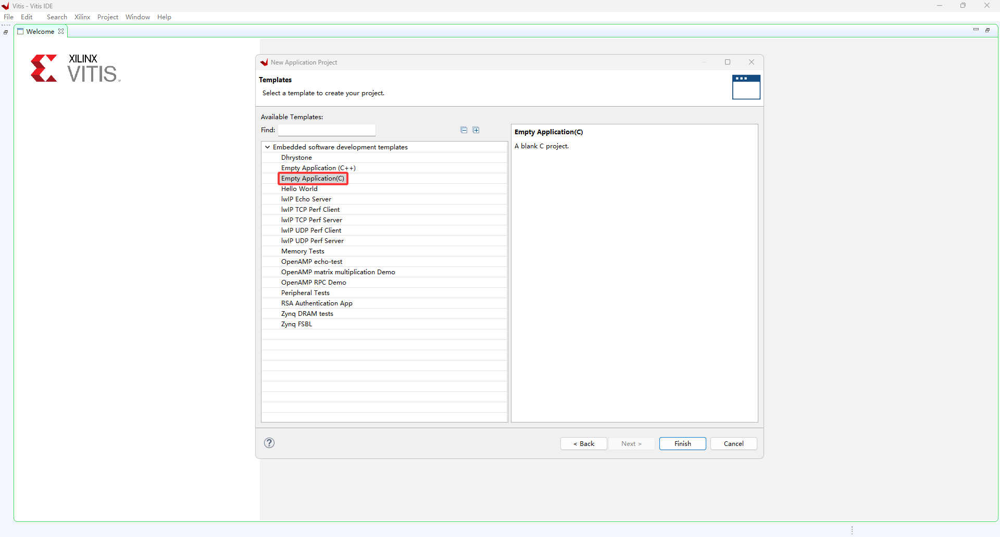 Vitis - Vitis IDE
File Edit Search Xilinx Project Window Help
Welcome
XILINX
VITIS
New Application Project
Templates
Select a template to create your project.
Available Templates:
Find:
Embedded software development templates
Dhrystone
Empty Application (C++)
Empty Application(C)
Hello World
lwIP Echo Server
lwIP TCP Perf Client
lwIP TCP Perf Server
lwIP UDP Perf Client
lwIP UDP Perf Server
Memory Tests
OpenAMP echo-test
OpenAMP matrix multiplication Demo
OpenAMP RPC Demo
Peripheral Tests
RSA Authentication App
Zynq DRAM tests
Zynq FSBL
Empty Application(C)
A blank C project.
?
< Back Next > Finish Cancel